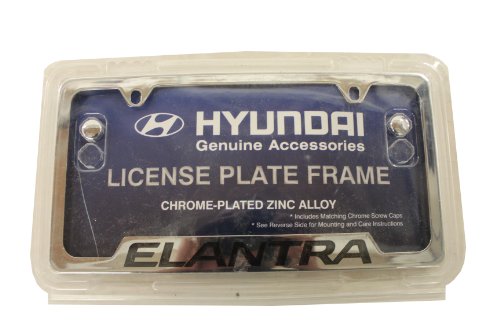 HYUNDAI
Genuine Accessories
LICENSE PLATE FRAME
CHROME-PLATED ZINC ALLOY
* Includes Matching Chrome Screw Caps
* See Reverse Side for Mounting and Care Instructions
ELANTRA